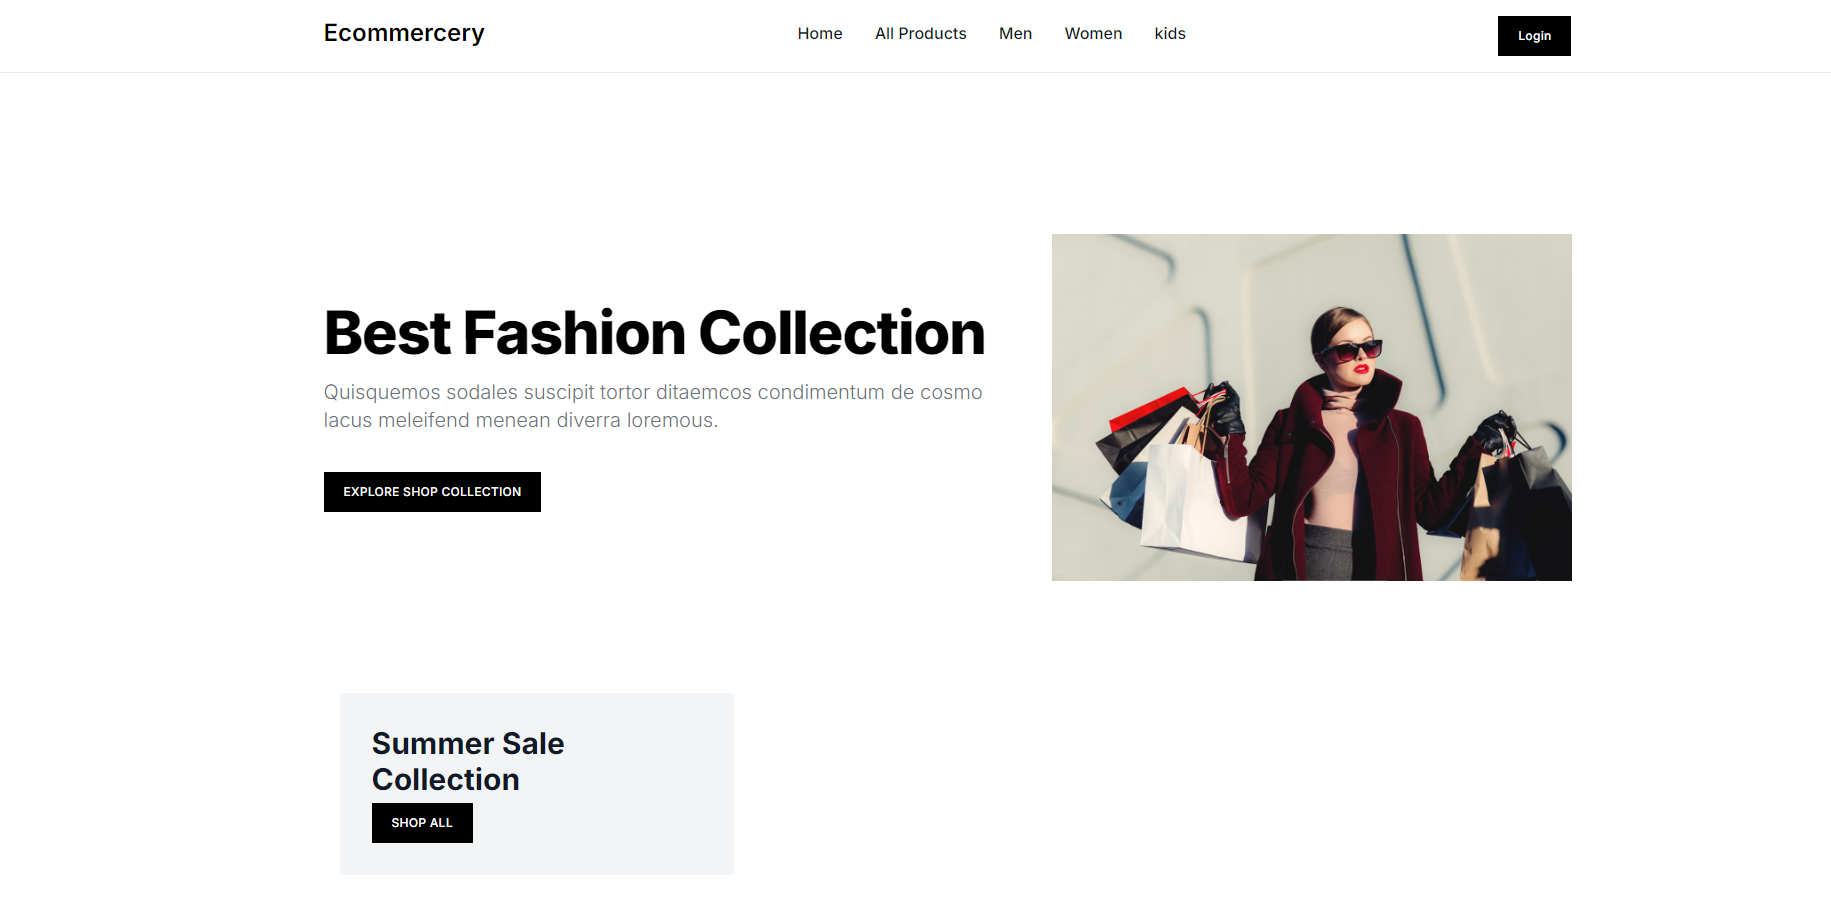 Ecommercery
Home All Products Men Women kids
Login
Best Fashion Collection
Quisquemos sodales suscipit tortor ditaemcos condimentum de cosmo
lacus meleifend menean diverra loremous.
EXPLORE SHOP COLLECTION
Summer Sale
Collection
SHOP ALL